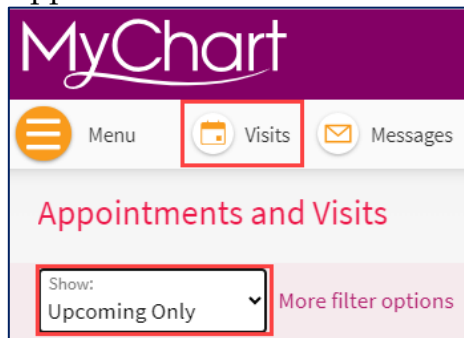 MyChart
Menu Visits Messages
Appointments and Visits
Show:
Upcoming Only More filter options